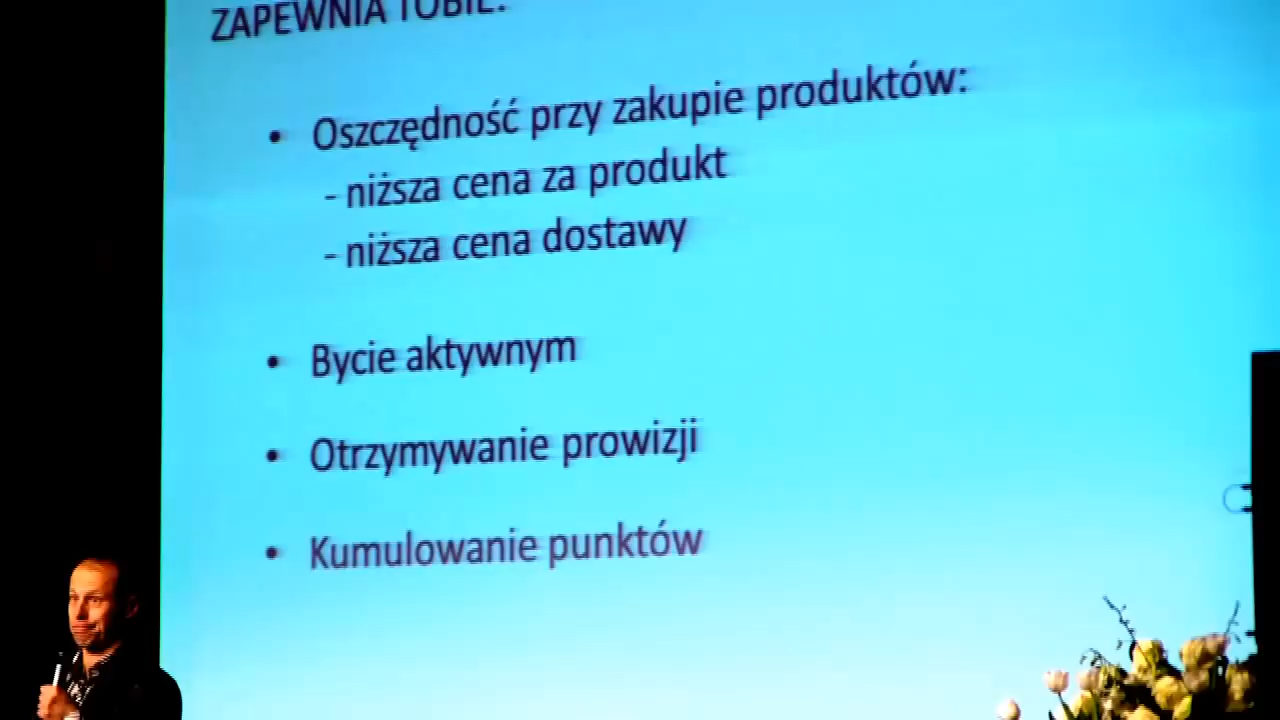 ZAPEWNIA TOBIE:
• Oszczędność przy zakupie produktów:
- niższa cena za produkt
- niższa cena dostawy
• Bycie aktywnym
• Otrzymywanie prowizji
• Kumulowanie punktów